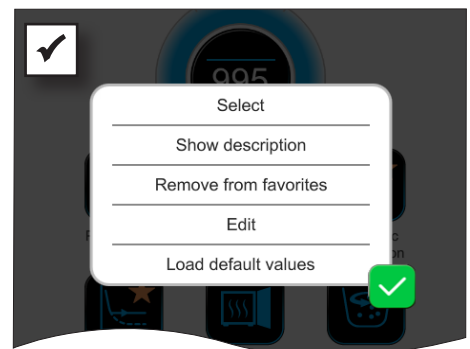 995
Select
Show description
Remove from favorites
Edit
Load default values